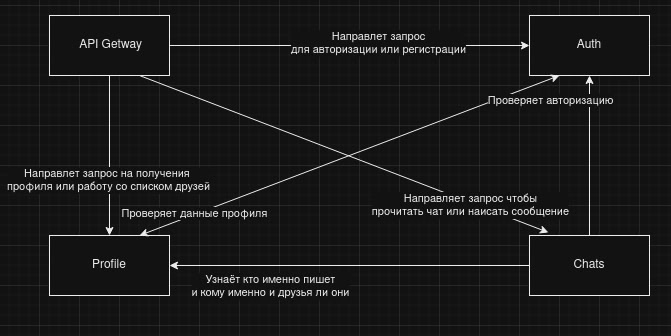 API Getway
Направлет запрос
для авторизации или регистрации
Auth
Проверяет авторизацию
Направлет запрос на получения
профиля или работу со списком друзей
Направляет запрос чтобы
прочитать чат или наисать сообщение
Проверяет данные профиля
Profile
Chats
Узнаёт кто именно пишет
и кому именно и друзья ли они